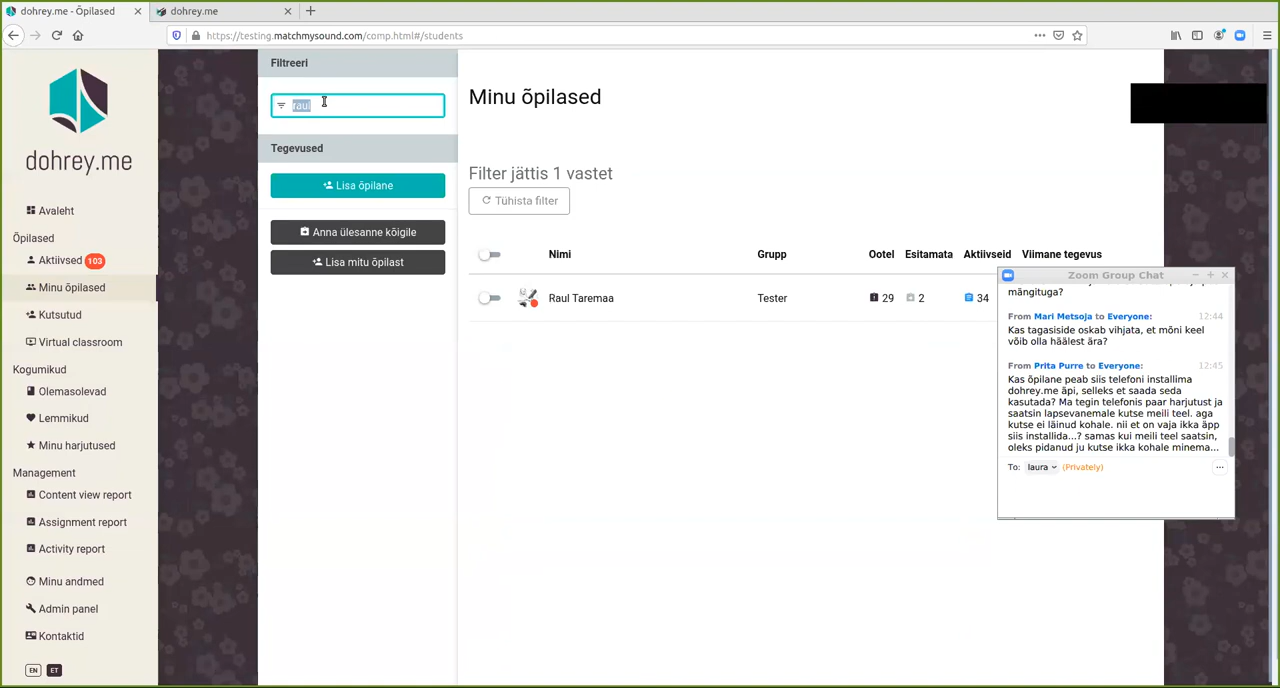 dohrey.me - Õpilased
dohrey.me
https://testing.matchmysound.com/comp.html#/students
dohrey.me
Avaleht
Õpilased
Aktiivsed 103
Minu õpilased
Kutsutud
Virtual classroom
Kogumikud
Olemasolevad
Lemmikud
Minu harjutused
Management
Content view report
Assignment report
Activity report
Minu andmed
Admin panel
Kontaktid
EN ET
Filtreeri
raul
Tegevused
Lisa õpilane
Anna ülesanne kõigile
Lisa mitu õpilast
Minu õpilased
Filter jättis 1 vastet
Tühista filter
Nimi Grupp Ootel Esitamata Aktiivseid Viimane tegevus
Raul Taremaa Tester 29 2 34
Zoom Group Chat
mängituga?
From Mari Metsoja to Everyone: 12:44
Kas tagasiside oskab vihjata, et mõni keel
võib olla häälest ära?
From Prita Purre to Everyone: 12:45
Kas õpilane peab siis telefoni installima
dohrey.me äpi, selleks et saada seda
kasutada? Ma tegin telefonis paar harjutust ja
saatsin lapsevanemale kutse meili teel. aga
kutse ei läinud kohale. nii et on vaja ikka äpp
siis installida...? samas kui meili teel saatsin,
oleks pidanud ju kutse ikka kohale minema...
To: laura (Privately)